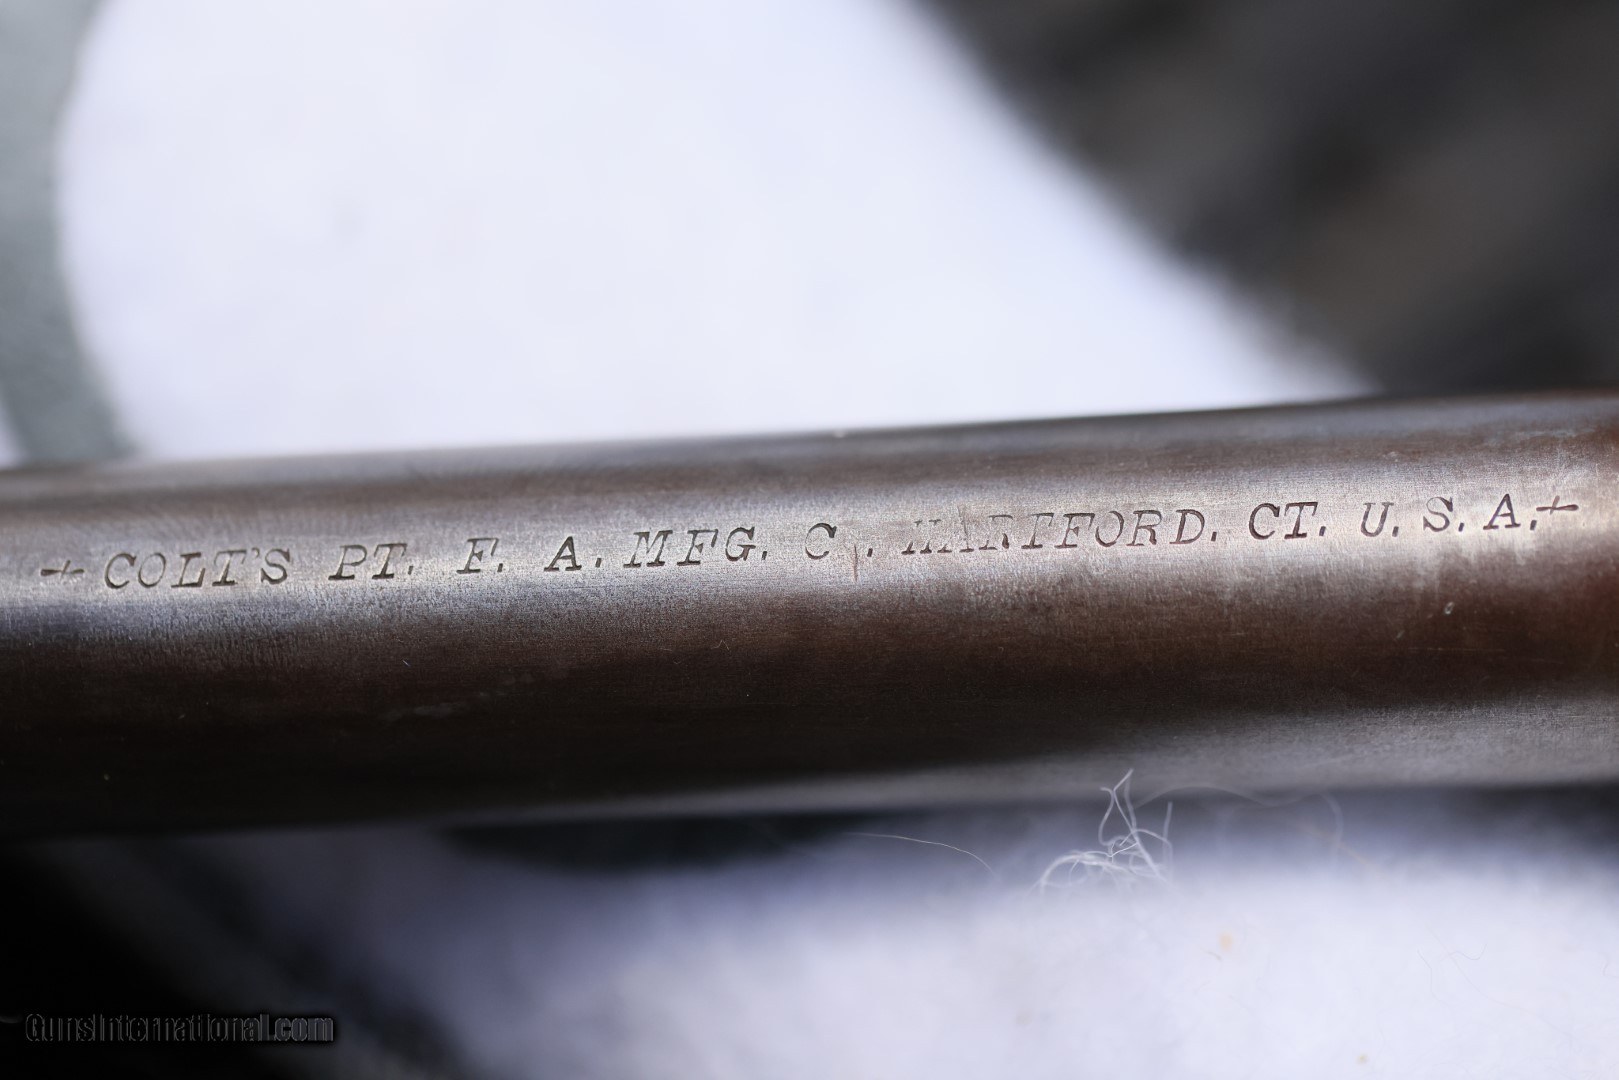 +COLT'S PT. F. A. MFG. C . HARTFORD. CT. U. S. A.+
GunsInternational.com